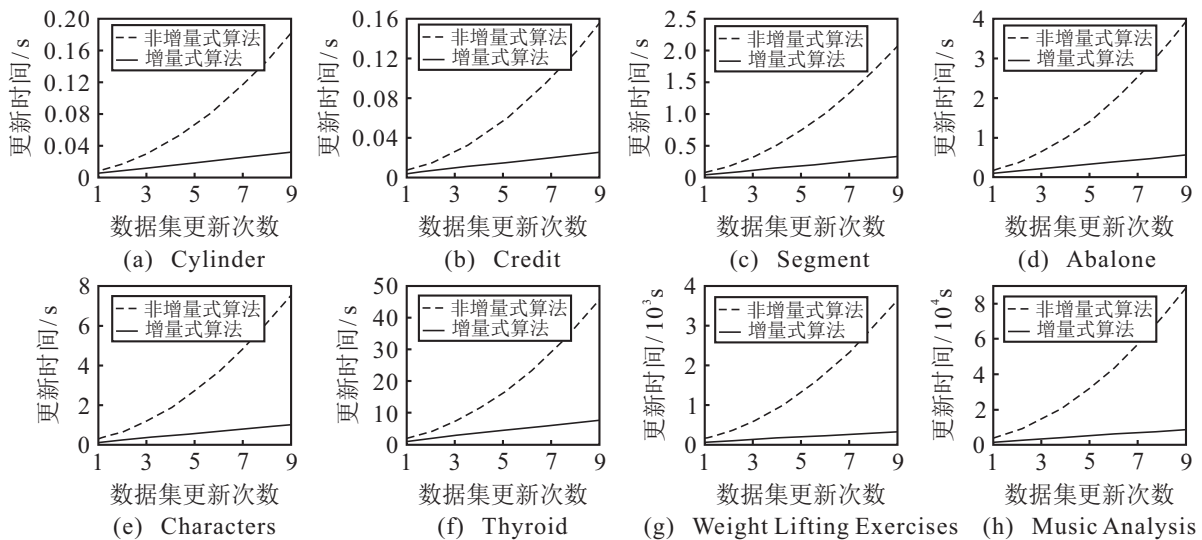 0.20
0.16
0.12
0.08
0.04
0
非增量式算法
增量式算法
更新时间/s
1 3 5 7 9
数据集更新次数
(a) Cylinder
0.16
0.12
0.08
0.04
0
非增量式算法
增量式算法
更新时间/s
1 3 5 7 9
数据集更新次数
(b) Credit
2.5
2.0
1.5
1.0
0.5
0
非增量式算法
增量式算法
更新时间/s
1 3 5 7 9
数据集更新次数
(c) Segment
4
3
2
1
0
非增量式算法
增量式算法
更新时间/s
1 3 5 7 9
数据集更新次数
(d) Abalone
8
6
4
2
0
非增量式算法
增量式算法
更新时间/s
1 3 5 7 9
数据集更新次数
(e) Characters
50
40
30
20
10
0
非增量式算法
增量式算法
更新时间/s
1 3 5 7 9
数据集更新次数
(f) Thyroid
4
3
2
1
0
非增量式算法
增量式算法
更新时间/10³s
1 3 5 7 9
数据集更新次数
(g) Weight Lifting Exercises
8
6
4
2
0
非增量式算法
增量式算法
更新时间/10⁴s
1 3 5 7 9
数据集更新次数
(h) Music Analysis